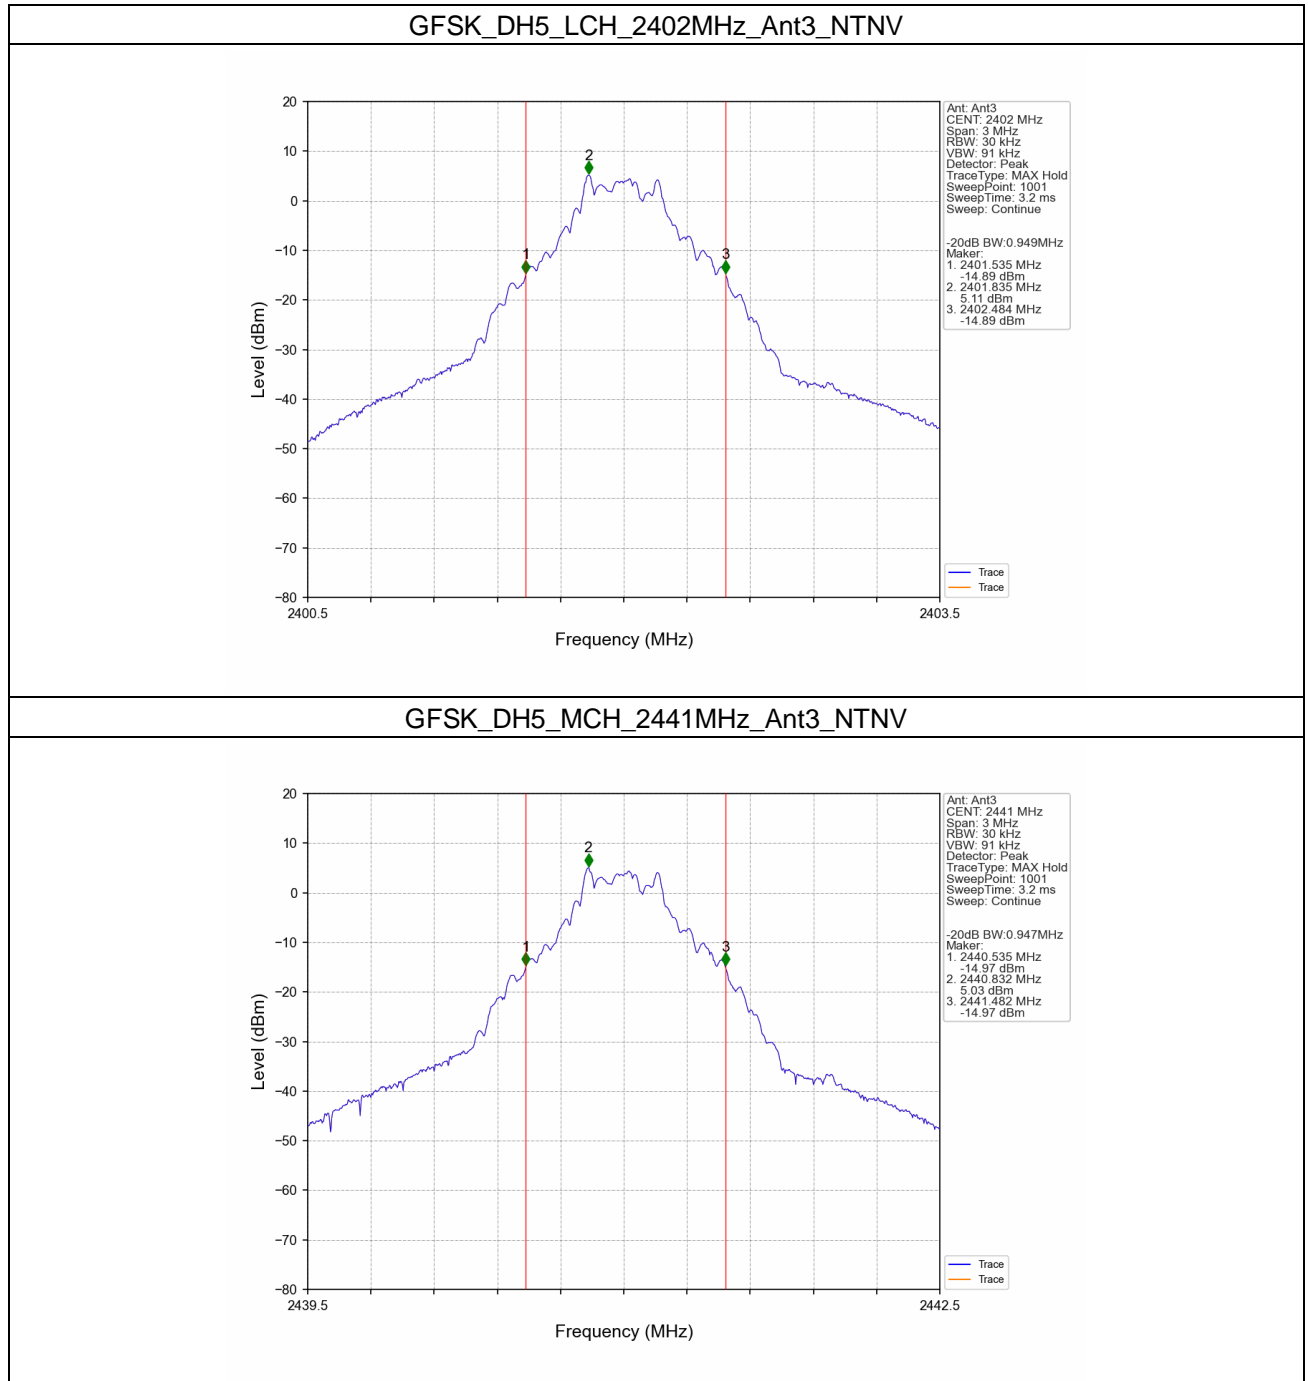 GFSK_DH5_LCH_2402MHz_Ant3_NTNV
20
10
0
−10
−20
−30
−40
−50
−60
−70
−80
Level (dBm)
1
2
3
2400.5
2403.5
Frequency (MHz)
Ant: Ant3
CENT: 2402 MHz
Span: 3 MHz
RBW: 30 kHz
VBW: 91 kHz
Detector: Peak
TraceType: MAX Hold
SweepPoint: 1001
SweepTime: 3.2 ms
Sweep: Continue
-20dB BW:0.949MHz
Maker:
1. 2401.535 MHz
-14.89 dBm
2. 2401.835 MHz
5.11 dBm
3. 2402.484 MHz
-14.89 dBm
Trace
Trace
GFSK_DH5_MCH_2441MHz_Ant3_NTNV
20
10
0
−10
−20
−30
−40
−50
−60
−70
−80
Level (dBm)
1
2
3
2439.5
2442.5
Frequency (MHz)
Ant: Ant3
CENT: 2441 MHz
Span: 3 MHz
RBW: 30 kHz
VBW: 91 kHz
Detector: Peak
TraceType: MAX Hold
SweepPoint: 1001
SweepTime: 3.2 ms
Sweep: Continue
-20dB BW:0.947MHz
Maker:
1. 2440.535 MHz
-14.97 dBm
2. 2440.832 MHz
5.03 dBm
3. 2441.482 MHz
-14.97 dBm
Trace
Trace